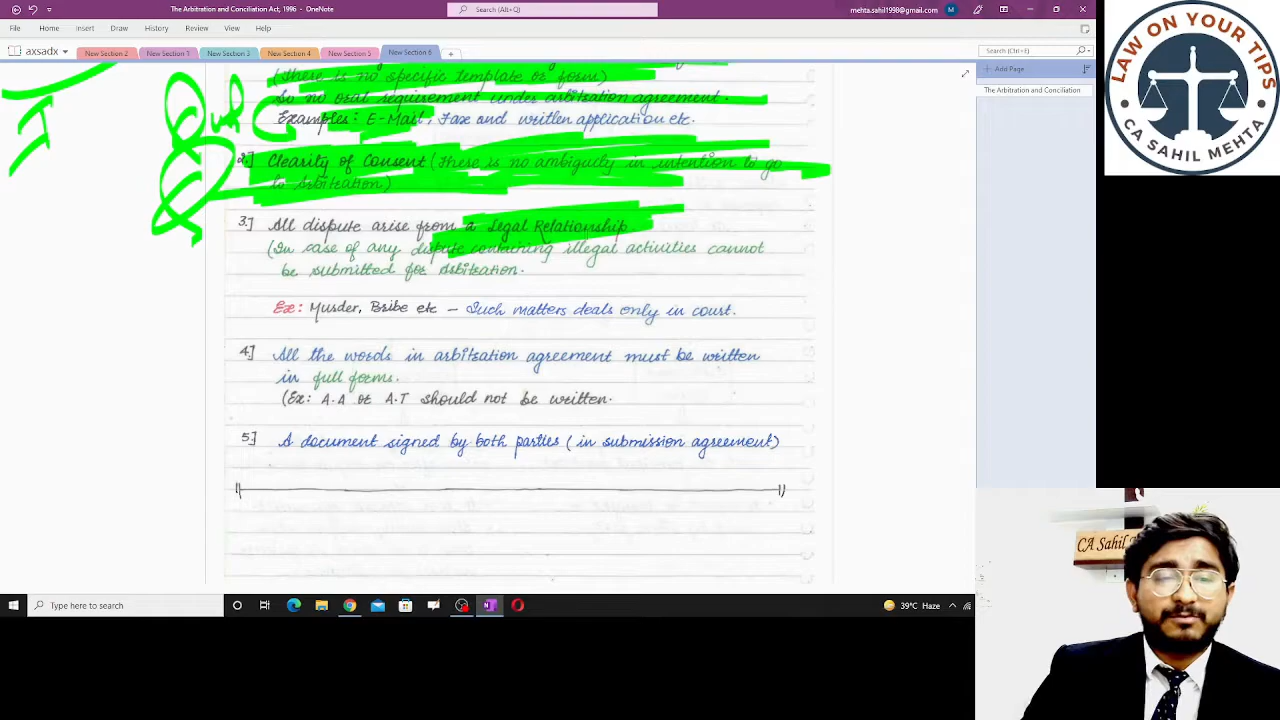 The Arbitration and Conciliation Act, 1996 - OneNote
Search (Alt+Q)
mehta.sahil1998@gmail.com
M
File
Home
Insert
Draw
History
Review
View
Help
axsadx
New Section 2
New Section 1
New Section 3
New Section 4
New Section 5
New Section 6
+
Search (Ctrl+E)
Add Page
The Arbitration and Conciliation
(There is no specific template or form)
So no oral requirement under arbitration agreement.
Examples: E-Mail, Fax and written application etc.
2.] Clearity of Consent (There is no ambiguity in intention to go
to Arbitration)
3.] All dispute arise from a Legal Relationship.
(In case of any dispute containing illegal activities cannot
be submitted for Arbitration.
Ex: Murder, Bribe etc – Such matters deals only in court.
4.] All the words in arbitration agreement must be written
in full forms.
(Ex: A.A or A.T should not be written.
5.] A document signed by both parties (in submission agreement)
Type here to search
39°C Haze
LAW ON YOUR TIPS
CA SAHIL MEHTA
CA Sahil